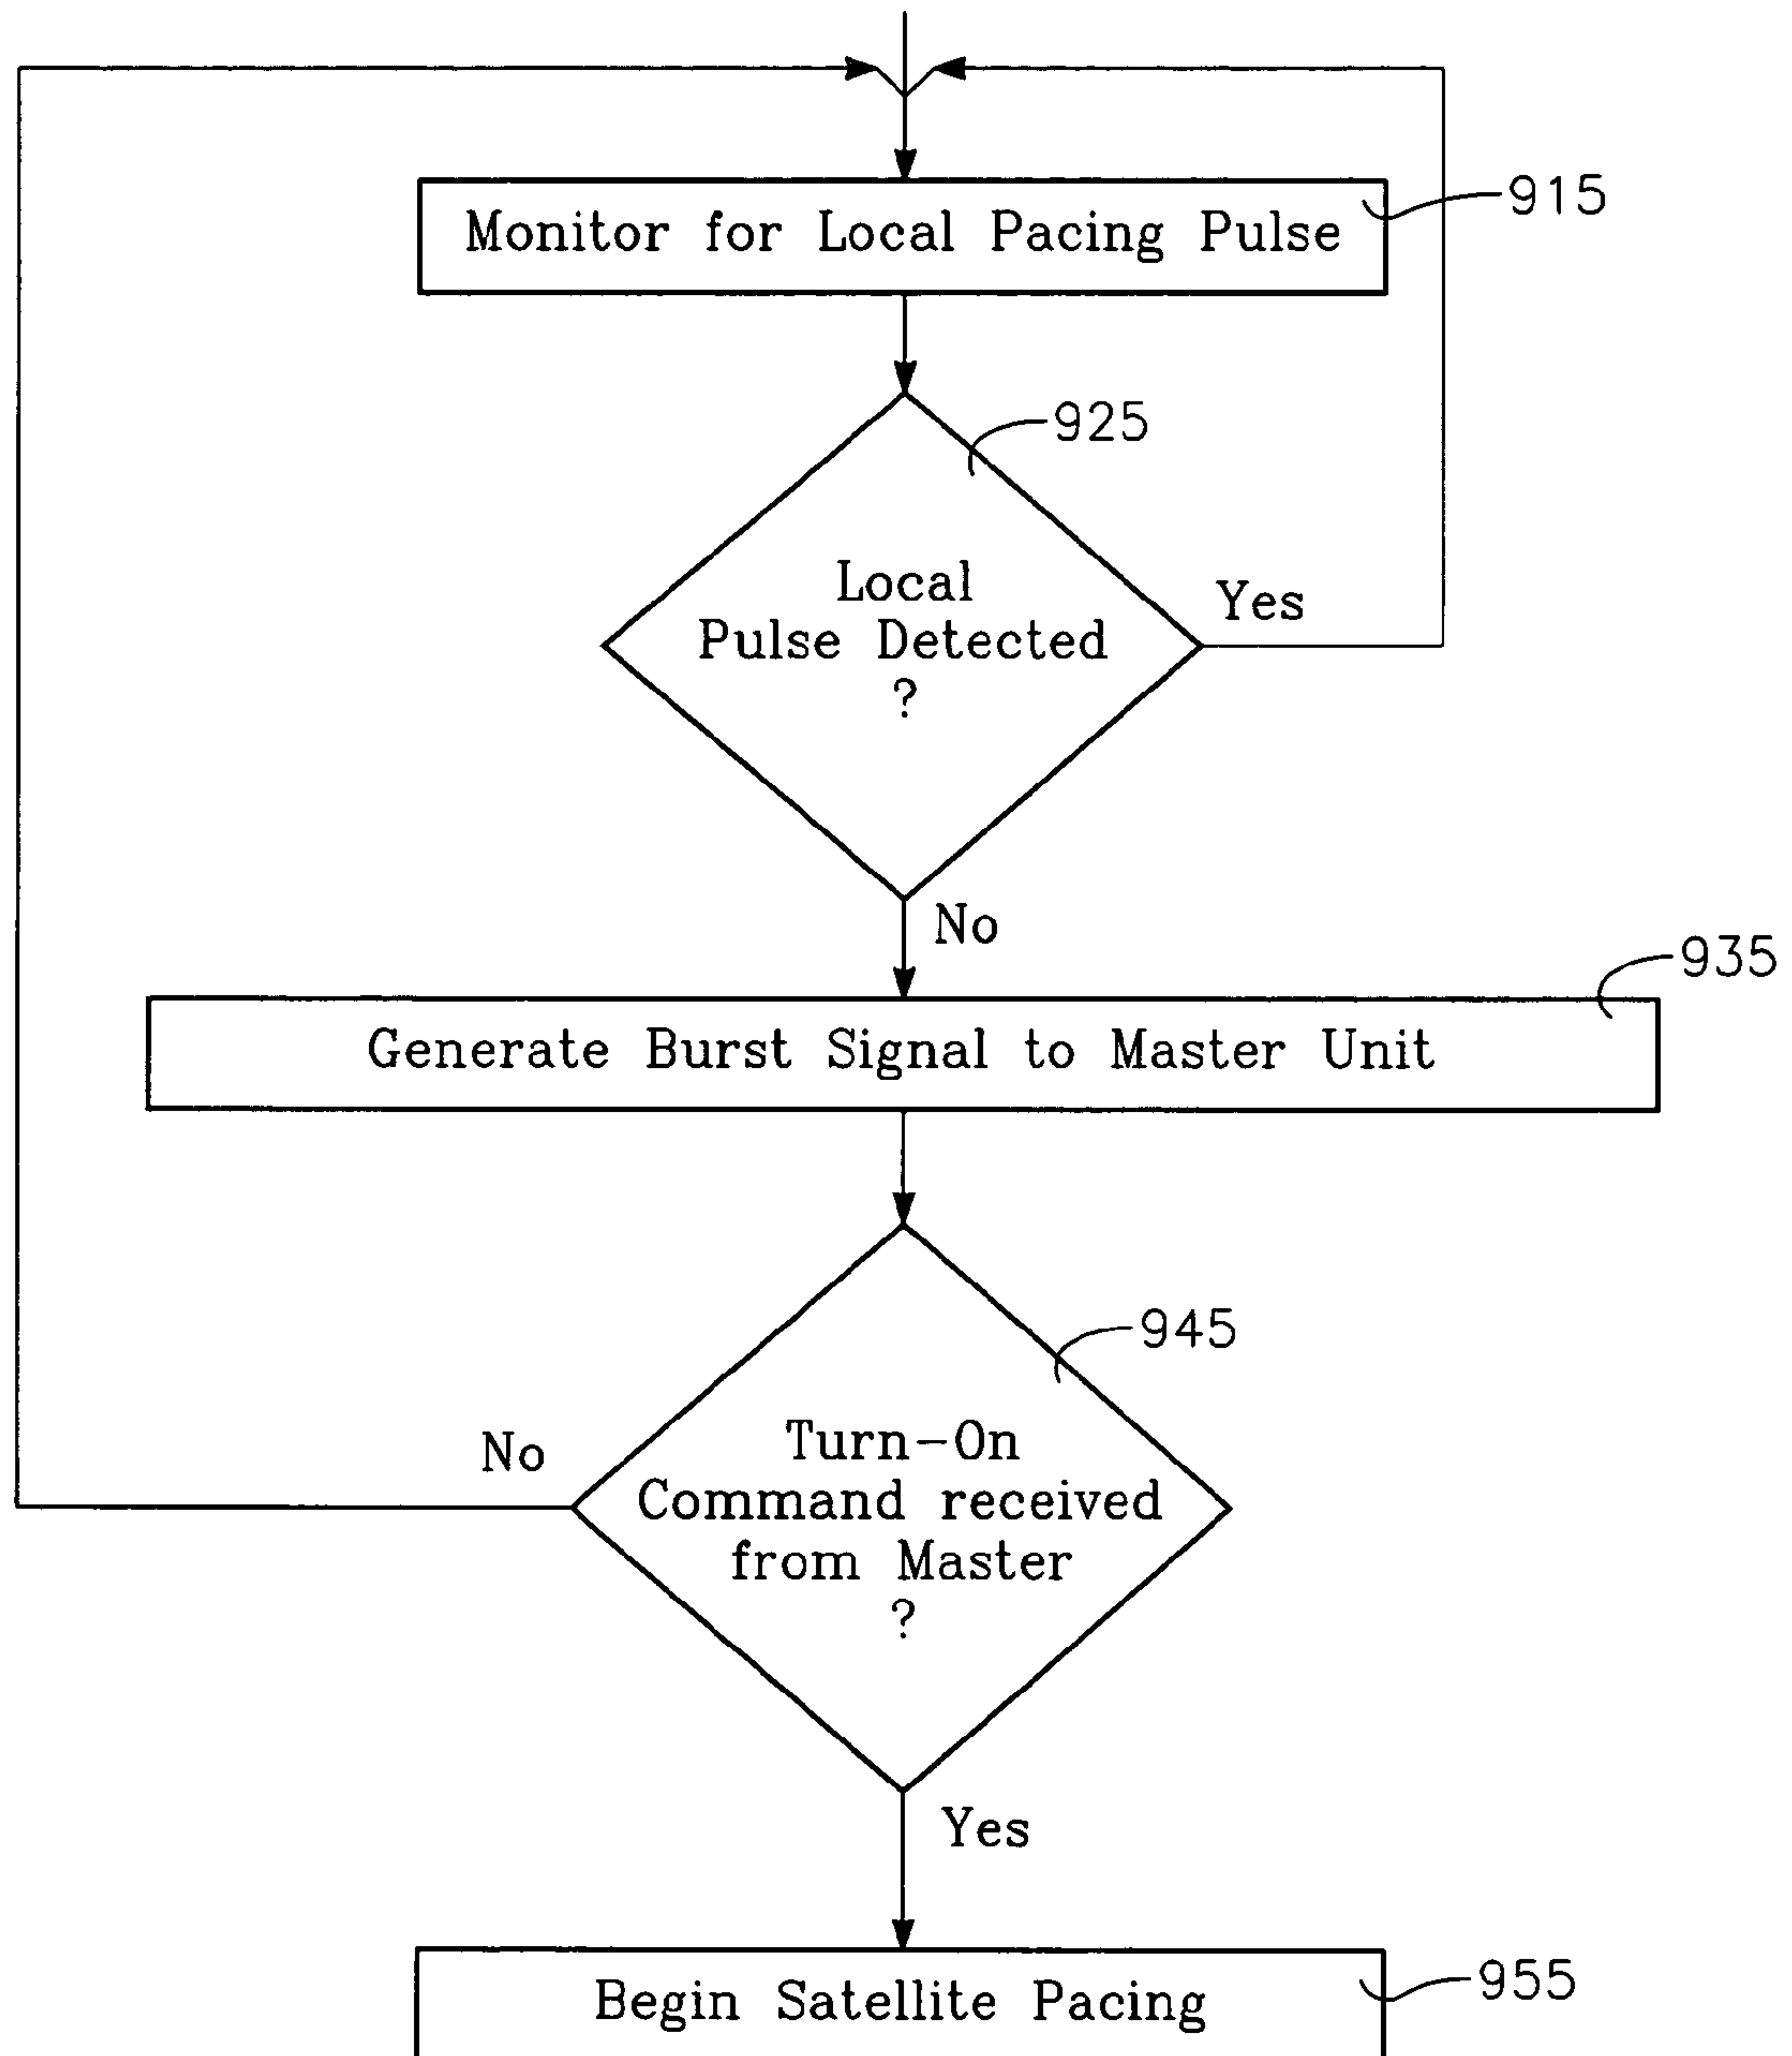 Monitor for Local Pacing Pulse
915
925
Local
Pulse Detected
?
Yes
No
935
Generate Burst Signal to Master Unit
945
No
Turn-On
Command received
from Master
?
Yes
955
Begin Satellite Pacing